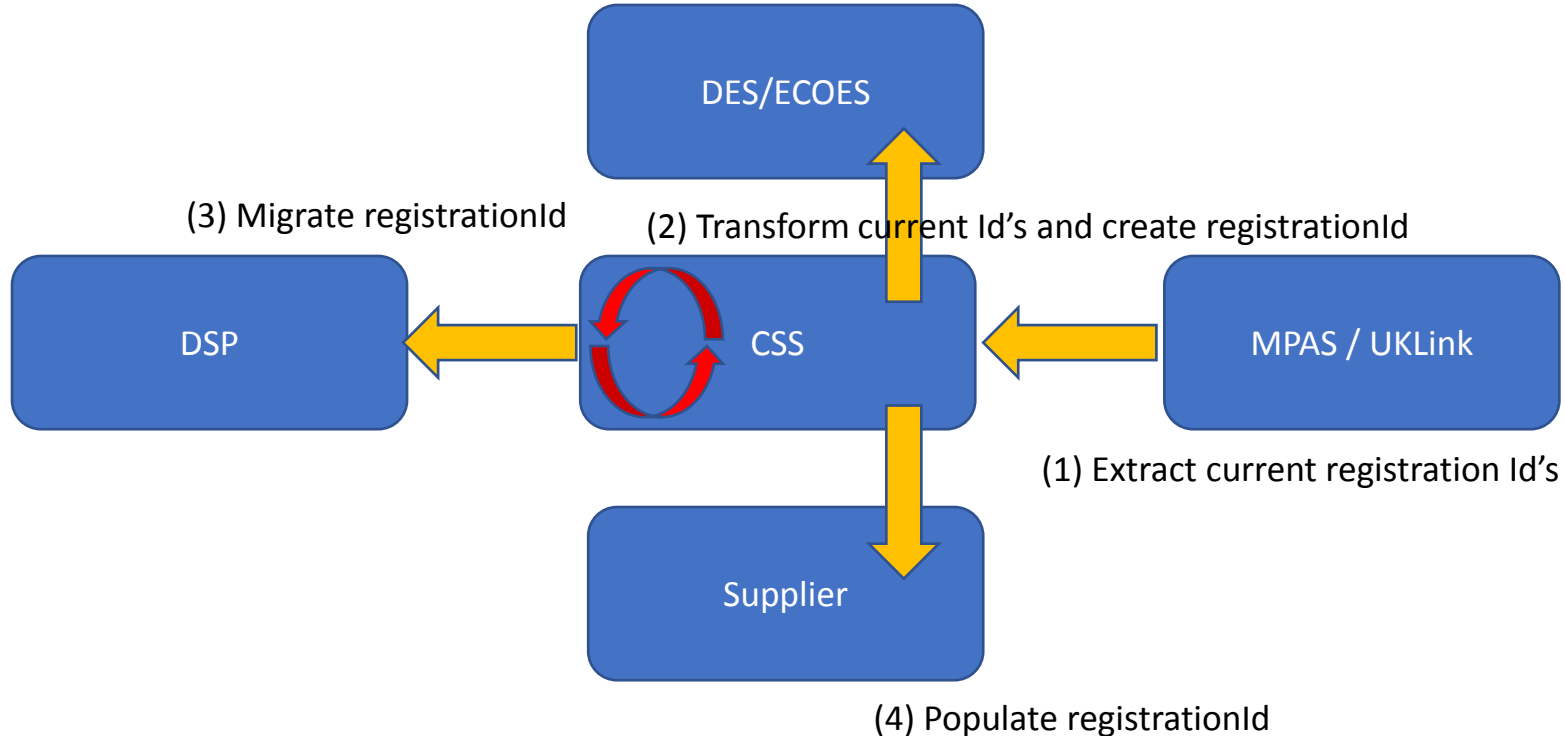 DES/ECOES
(3) Migrate registrationId
(2) Transform current Id’s and create registrationId
DSP
CSS
MPAS / UKLink
(1) Extract current registration Id’s
Supplier
(4) Populate registrationId